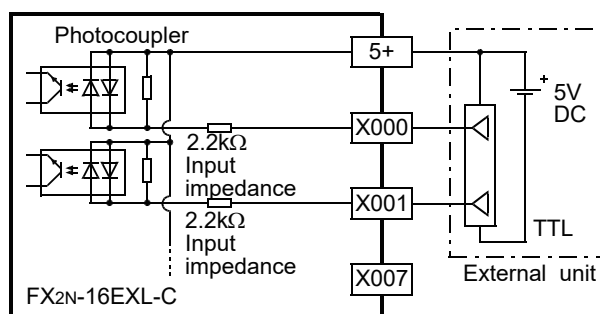 Photocoupler
5+
+
5V
DC
X000
2.2kΩ
Input
impedance
X001
2.2kΩ
Input
impedance
TTL
X007
External unit
FX2N-16EXL-C